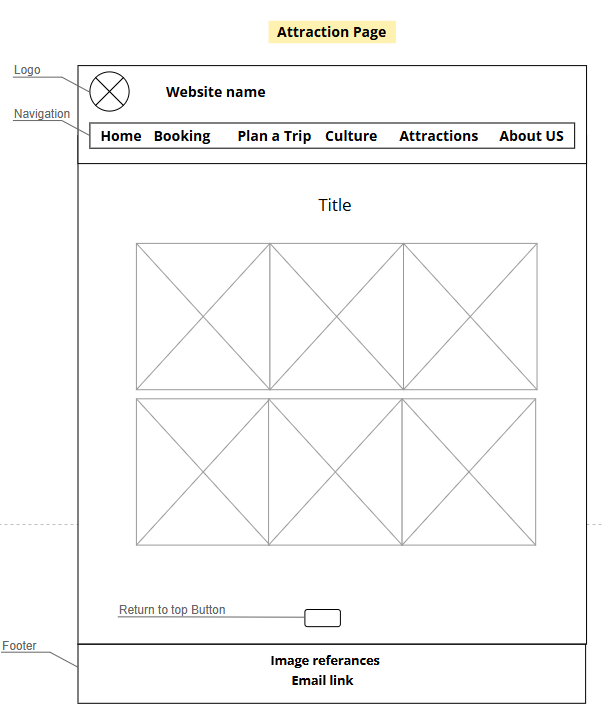 Attraction Page
Logo
Website name
Navigation
Home Booking Plan a Trip Culture Attractions About US
Title
Return to top Button
Footer
Image referances
Email link